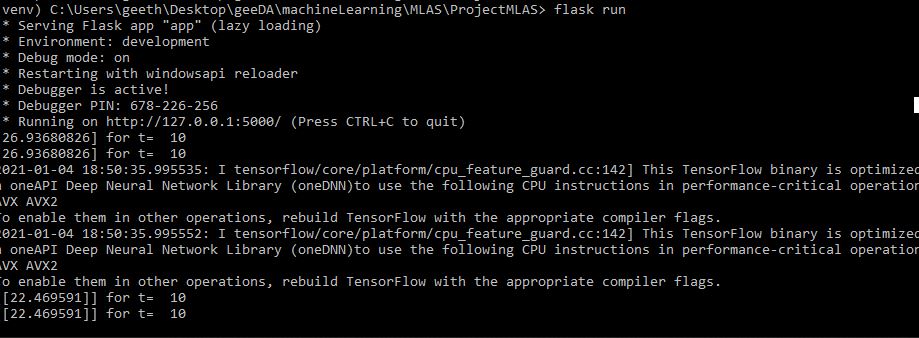 venv) C:\Users\geeth\Desktop\geeDA\machineLearning\MLAS\ProjectMLAS> flask run
* Serving Flask app "app" (lazy loading)
* Environment: development
* Debug mode: on
* Restarting with windowsapi reloader
* Debugger is active!
* Debugger PIN: 678-226-256
* Running on http://127.0.0.1:5000/ (Press CTRL+C to quit)
26.93680826] for t=  10
26.93680826] for t=  10
2021-01-04 18:50:35.995535: I tensorflow/core/platform/cpu_feature_guard.cc:142] This TensorFlow binary is optimized
n oneAPI Deep Neural Network Library (oneDNN)to use the following CPU instructions in performance-critical operation
AVX AVX2
To enable them in other operations, rebuild TensorFlow with the appropriate compiler flags.
2021-01-04 18:50:35.995552: I tensorflow/core/platform/cpu_feature_guard.cc:142] This TensorFlow binary is optimized
n oneAPI Deep Neural Network Library (oneDNN)to use the following CPU instructions in performance-critical operation
AVX AVX2
To enable them in other operations, rebuild TensorFlow with the appropriate compiler flags.
[22.469591]] for t=  10
[22.469591]] for t=  10